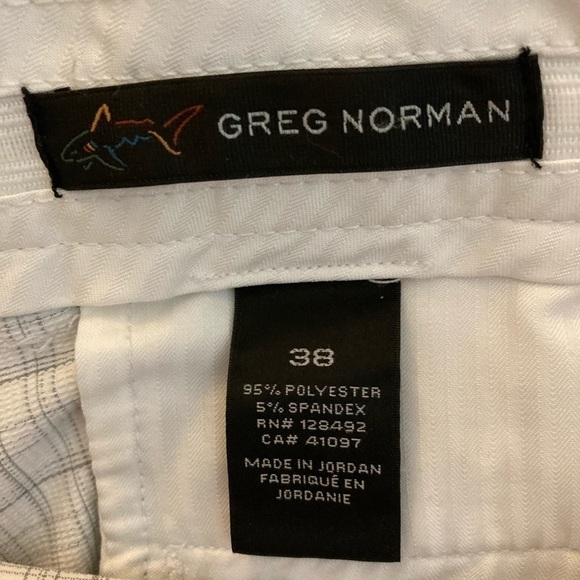 GREG NORMAN
38
95% POLYESTER
5% SPANDEX
RN# 128492
CA# 41097
MADE IN JORDAN
FABRIQUÉ EN
JORDANIE